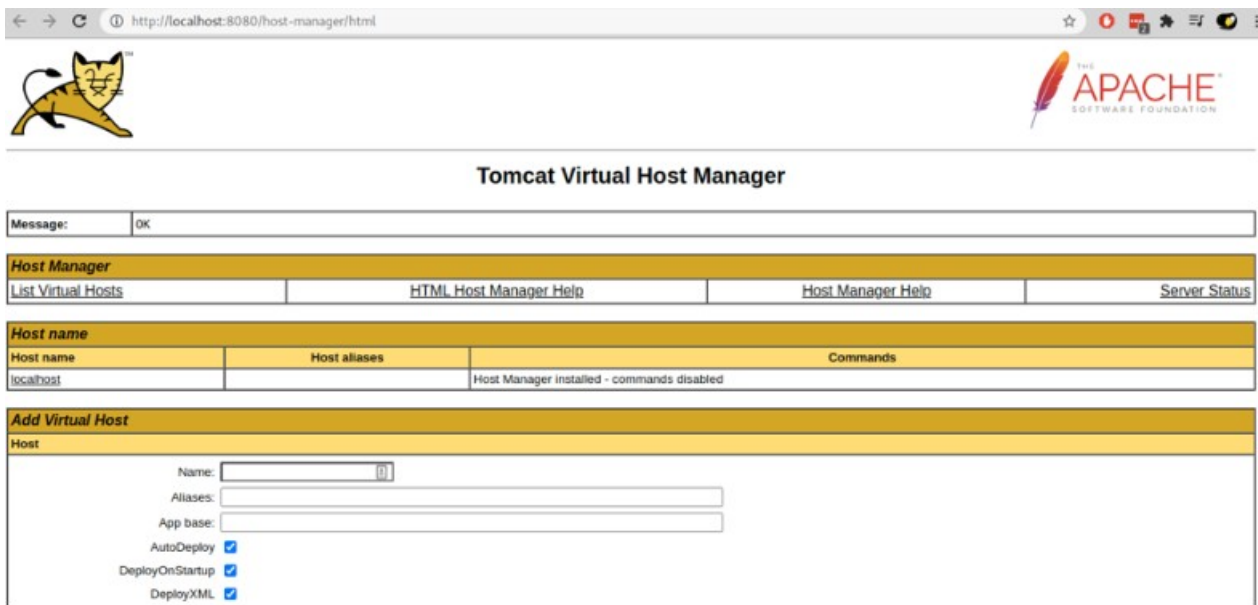 http://localhost:8080/host-manager/html
2
TM
THE
APACHE
SOFTWARE FOUNDATION
Tomcat Virtual Host Manager
Message: OK
Host Manager
List Virtual Hosts HTML Host Manager Help Host Manager Help Server Status
Host name
Host name Host aliases Commands
localhost Host Manager installed - commands disabled
Add Virtual Host
Host
Name:
Aliases:
App base:
AutoDeploy
DeployOnStartup
DeployXML